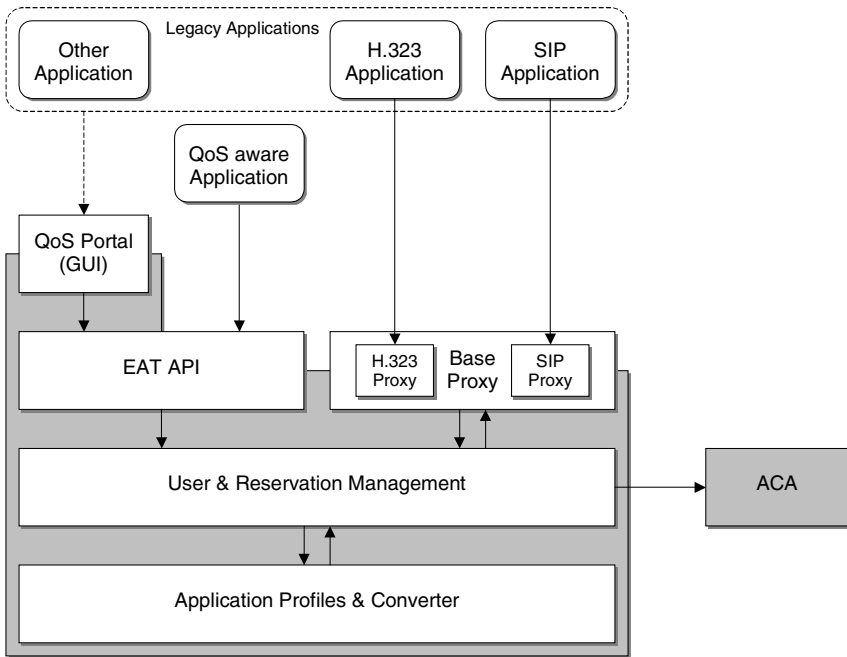 Legacy Applications
Other
Application
H.323
Application
SIP
Application
QoS aware
Application
QoS Portal
(GUI)
EAT API
H.323
Proxy
Base
Proxy
SIP
Proxy
User & Reservation Management
ACA
Application Profiles & Converter